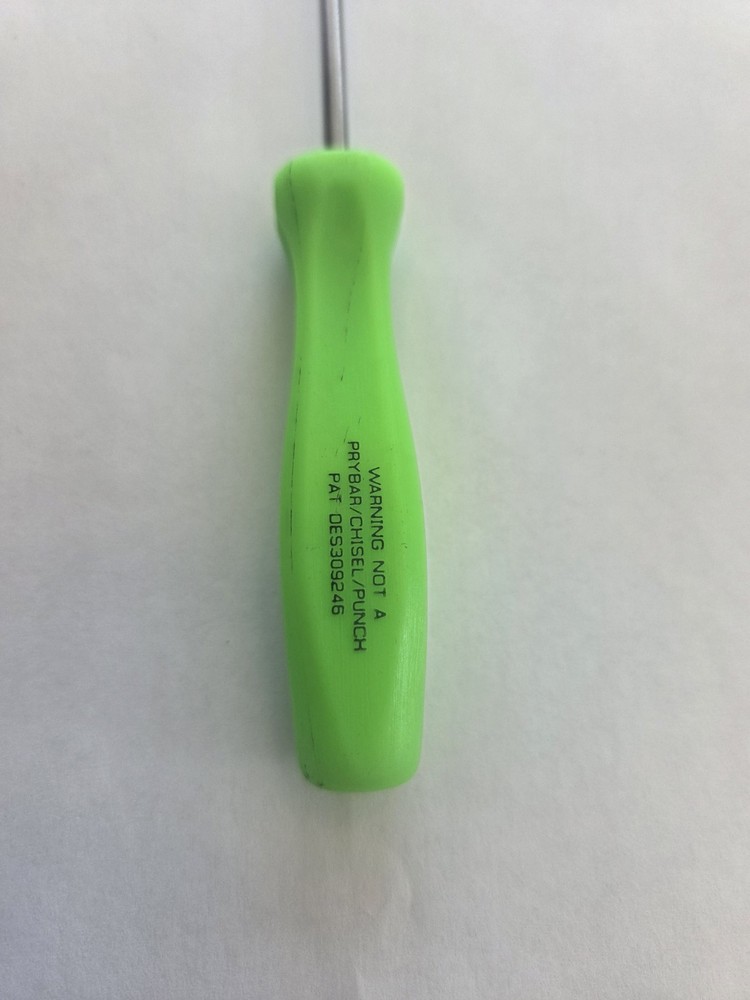 WARNING NOT A
PRYBAR/CHISEL/PUNCH
PAT DES309246